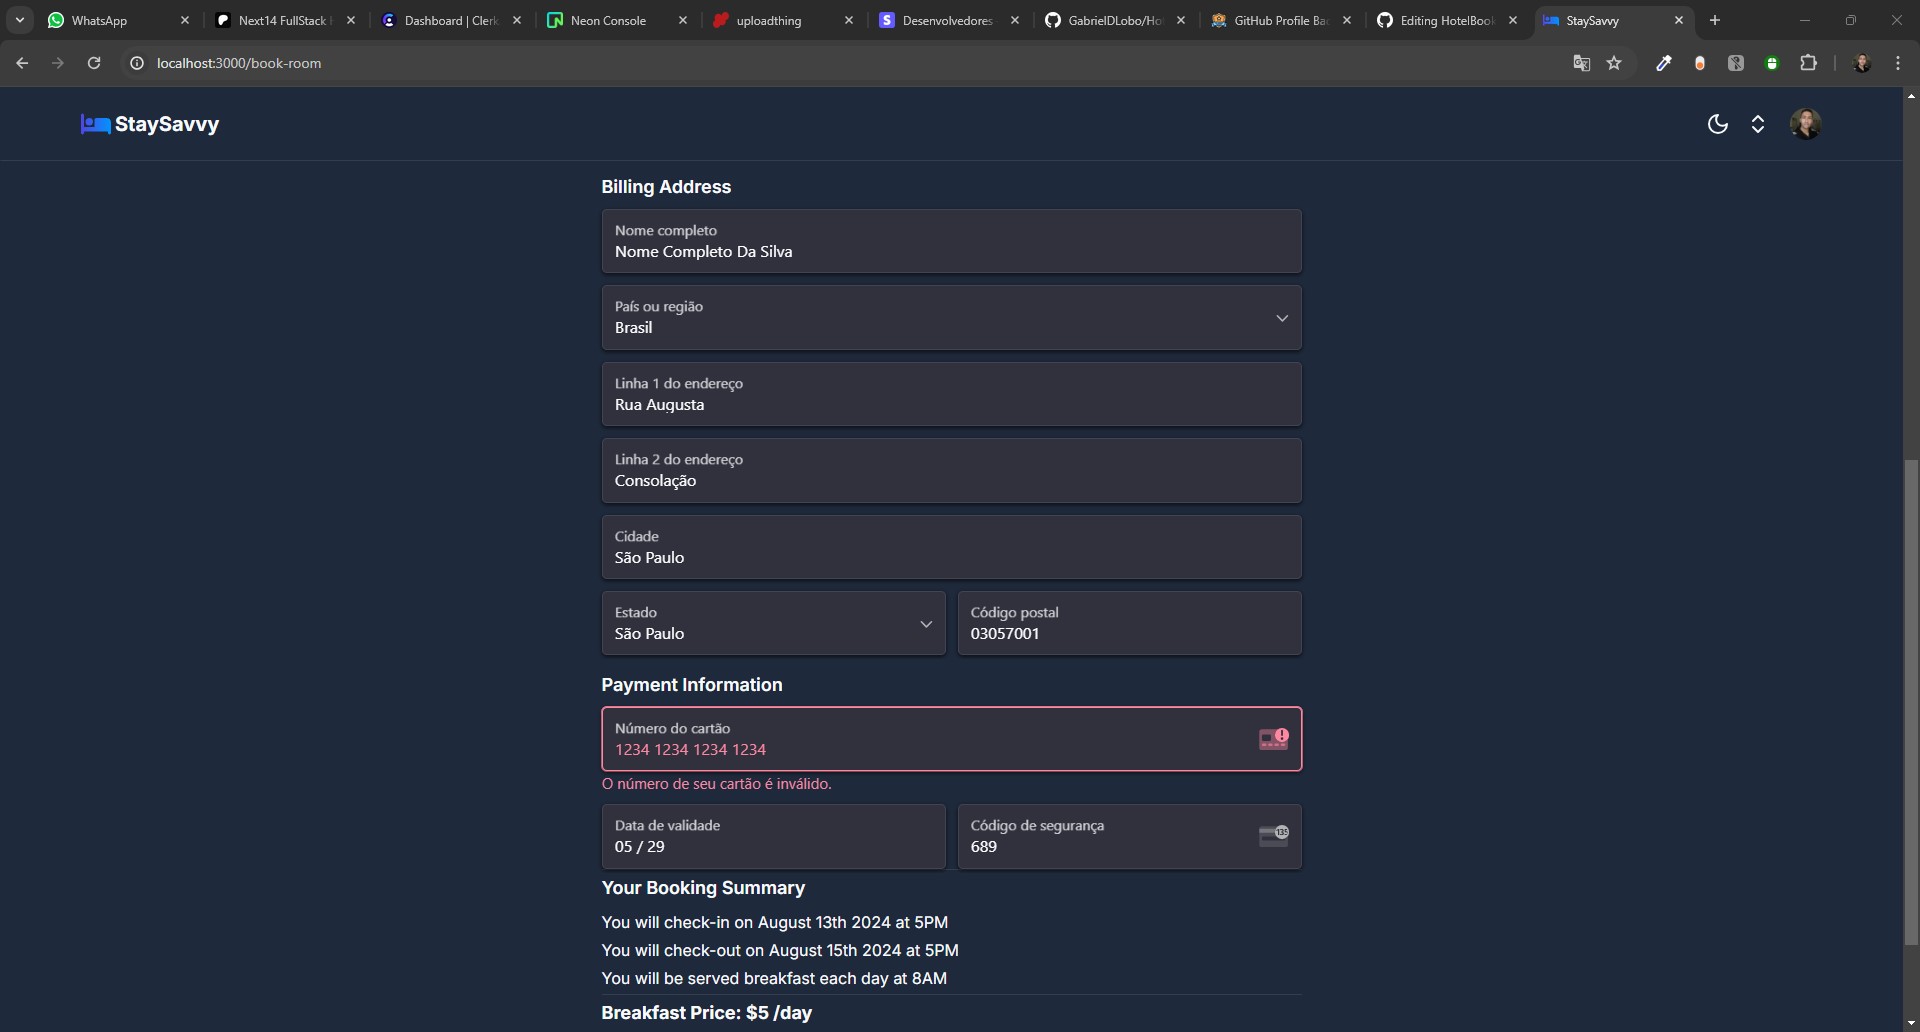 WhatsApp
Next14 FullStack
Dashboard | Clerk
Neon Console
uploadthing
Desenvolvedores
GabrielDLobo/Ho
GitHub Profile Ba
Editing HotelBook
StaySavvy
localhost:3000/book-room
StaySavvy
Billing Address
Nome completo
Nome Completo Da Silva
País ou região
Brasil
Linha 1 do endereço
Rua Augusta
Linha 2 do endereço
Consolação
Cidade
São Paulo
Estado
São Paulo
Código postal
03057001
Payment Information
Número do cartão
1234 1234 1234 1234
O número de seu cartão é inválido.
Data de validade
05 / 29
Código de segurança
689
135
Your Booking Summary
You will check-in on August 13th 2024 at 5PM
You will check-out on August 15th 2024 at 5PM
You will be served breakfast each day at 8AM
Breakfast Price: $5 /day